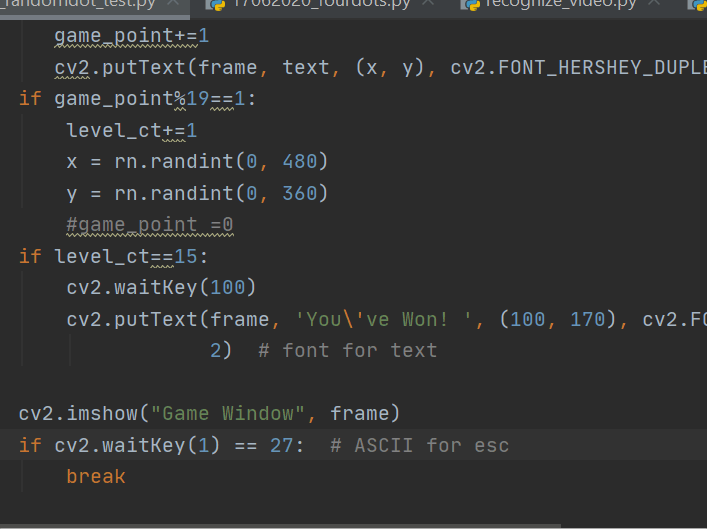 _randomdot_test.py 17062020_fourdots.py recognize_video.py
game_point+=1
cv2.putText(frame, text, (x, y), cv2.FONT_HERSHEY_DUPLE
if game_point%19==1:
level_ct+=1
x = rn.randint(0, 480)
y = rn.randint(0, 360)
#game_point =0
if level_ct==15:
cv2.waitKey(100)
cv2.putText(frame, 'You\'ve Won! ', (100, 170), cv2.FO
2)  # font for text
cv2.imshow("Game Window", frame)
if cv2.waitKey(1) == 27:  # ASCII for esc
break